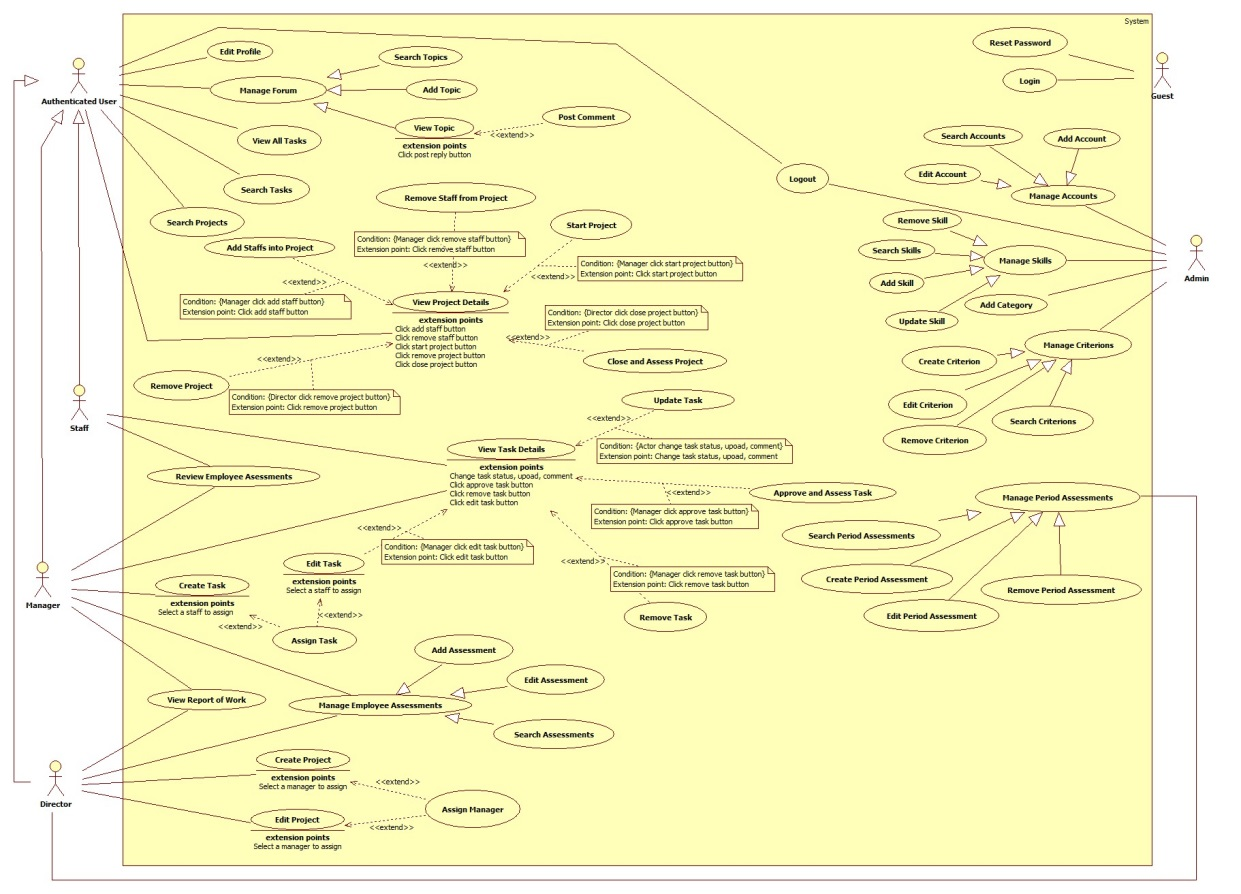 System
Edit Profile
Search Topics
Reset Password
Manage Forum
Add Topic
Login
Authenticated User
Guest
View Topic
Post Comment
<<extend>>
extension points
Click post reply button
View All Tasks
Search Accounts
Add Account
Edit Account
Logout
Manage Accounts
Search Tasks
Remove Staff from Project
Search Projects
Start Project
Remove Skill
Add Staffs into Project
Condition: {Manager click remove staff button}
Extension point: Click remove staff button
Search Skills
Manage Skills
Admin
<<extend>>
Condition: {Manager click start project button}
Extension point: Click start project button
<<extend>>
<<extend>>
Add Skill
Condition: {Manager click add staff button}
Extension point: Click add staff button
View Project Details
Add Category
Update Skill
extension points
Click add staff button
Click remove staff button
Click start project button
Click remove project button
Click close project button
Condition: {Director click close project button}
Extension point: Click close project button
<<extend>>
Manage Criterions
<<extend>>
Close and Assess Project
Create Criterion
Remove Project
Condition: {Director click remove project button}
Extension point: Click remove project button
Update Task
Edit Criterion
<<extend>>
Search Criterions
Staff
Remove Criterion
View Task Details
Condition: {Actor change task status, upoad, comment}
Extension point: Change task status, upoad, comment
extension points
Change task status, upoad, comment
Click approve task button
Click remove task button
Click edit task button
Review Employee Asessments
<<extend>>
Approve and Assess Task
Manage Period Assessments
Condition: {Manager click approve task button}
Extension point: Click approve task button
<<extend>>
Search Period Assessments
Condition: {Manager click edit task button}
Extension point: Click edit task button
Edit Task
<<extend>>
extension points
Select a staff to assign
Condition: {Manager click remove task button}
Extension point: Click remove task button
Create Period Assessment
Remove Period Assessment
Create Task
Manager
extension points
Select a staff to assign
<<extend>>
<<extend>>
Edit Period Assessment
Remove Task
Assign Task
Add Assessment
Edit Assessment
View Report of Work
Manage Employee Assessments
Search Assessments
Create Project
extension points
Select a manager to assign
<<extend>>
Director
Assign Manager
Edit Project
<<extend>>
extension points
Select a manager to assign